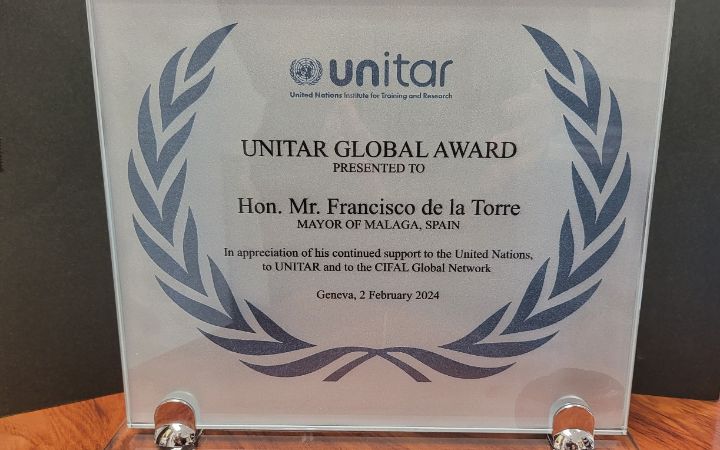 unitar
United Nations Institute for Training and Research
UNITAR GLOBAL AWARD
PRESENTED TO
Hon. Mr. Francisco de la Torre
MAYOR OF MALAGA, SPAIN
In appreciation of his continued support to the United Nations,
to UNITAR and to the CIFAL Global Network
Geneva, 2 February 2024